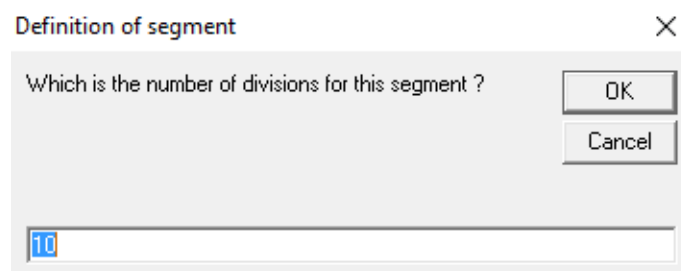 Definition of segment
Which is the number of divisions for this segment ?
OK
Cancel
10